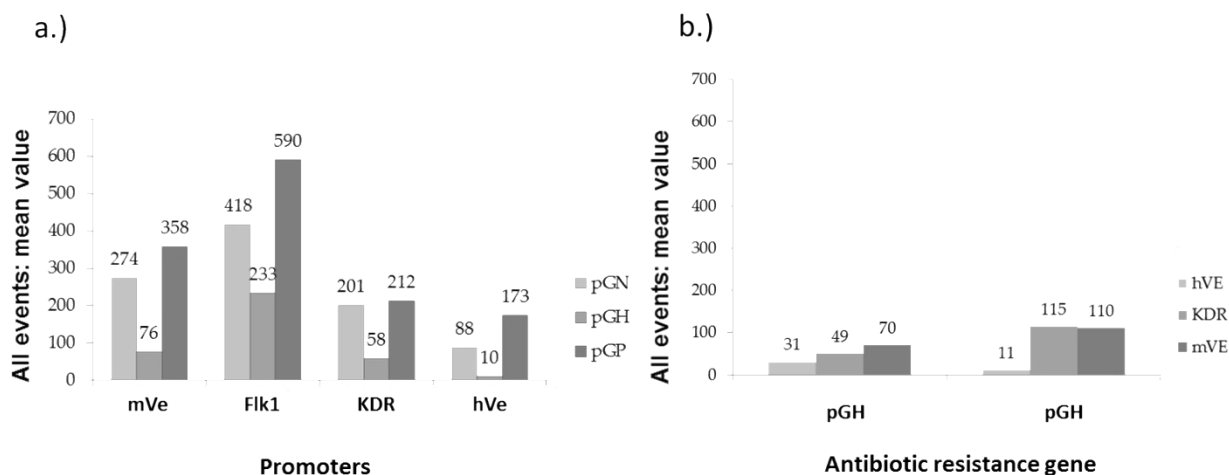 a.)
All events: mean value
700
600
500
400
300
200
100
0
274
76
358
418
233
590
201
58
212
88
10
173
mVe
Flk1
KDR
hVe
Promoters
pGN
pGH
pGP
b.)
All events: mean value
700
600
500
400
300
200
100
0
31
49
70
11
115
110
pGH
pGH
Antibiotic resistance gene
hVE
KDR
mVE